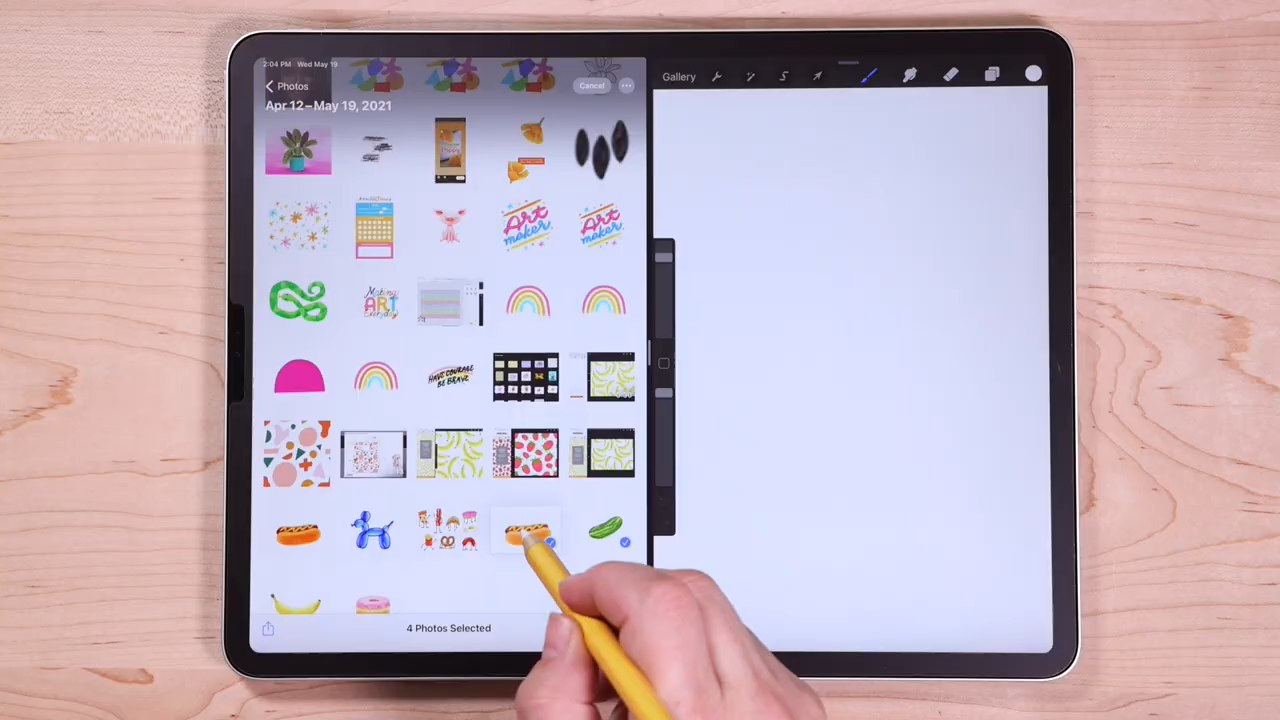 2:04 PM Wed May 19
Photos
Cancel
Apr 12–May 19, 2021
Gallery
Art
maker
Art
maker
Making
ART
Everyday
HAVE COURAGE
BE BRAVE
4 Photos Selected